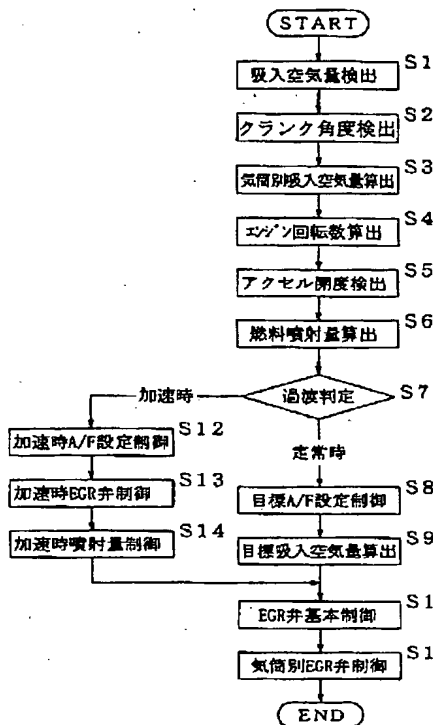 START
S1
吸入空気量検出
S2
クランク角度検出
S3
気筒別吸入空気量算出
S4
エンジン回転数算出
S5
アクセル開度検出
S6
燃料噴射量算出
加速時
過渡判定
S7
定常時
S12
加速時A/F設定制御
S13
加速時EGR弁制御
S14
加速時噴射量制御
S8
目標A/F設定制御
S9
目標吸入空気量算出
S1
EGR弁基本制御
S1
気筒別EGR弁制御
END